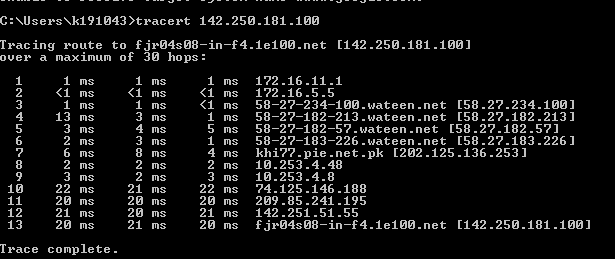 C:\Users\k191043>tracert 142.250.181.100
Tracing route to fjr04s08-in-f4.1e100.net [142.250.181.100]
over a maximum of 30 hops:
1 1 ms 1 ms 1 ms 172.16.11.1
2 <1 ms <1 ms <1 ms 172.16.5.5
3 1 ms 1 ms <1 ms 58-27-234-100.wateen.net [58.27.234.100]
4 13 ms 3 ms 1 ms 58-27-182-213.wateen.net [58.27.182.213]
5 3 ms 4 ms 5 ms 58-27-182-57.wateen.net [58.27.182.57]
6 2 ms 3 ms 1 ms 58-27-183-226.wateen.net [58.27.183.226]
7 6 ms 8 ms 4 ms khi77.pie.net.pk [202.125.136.253]
8 2 ms 2 ms 2 ms 10.253.4.48
9 3 ms 2 ms 3 ms 10.253.4.8
10 22 ms 21 ms 22 ms 74.125.146.188
11 20 ms 20 ms 20 ms 209.85.241.195
12 21 ms 20 ms 21 ms 142.251.51.55
13 20 ms 21 ms 20 ms fjr04s08-in-f4.1e100.net [142.250.181.100]
Trace complete.